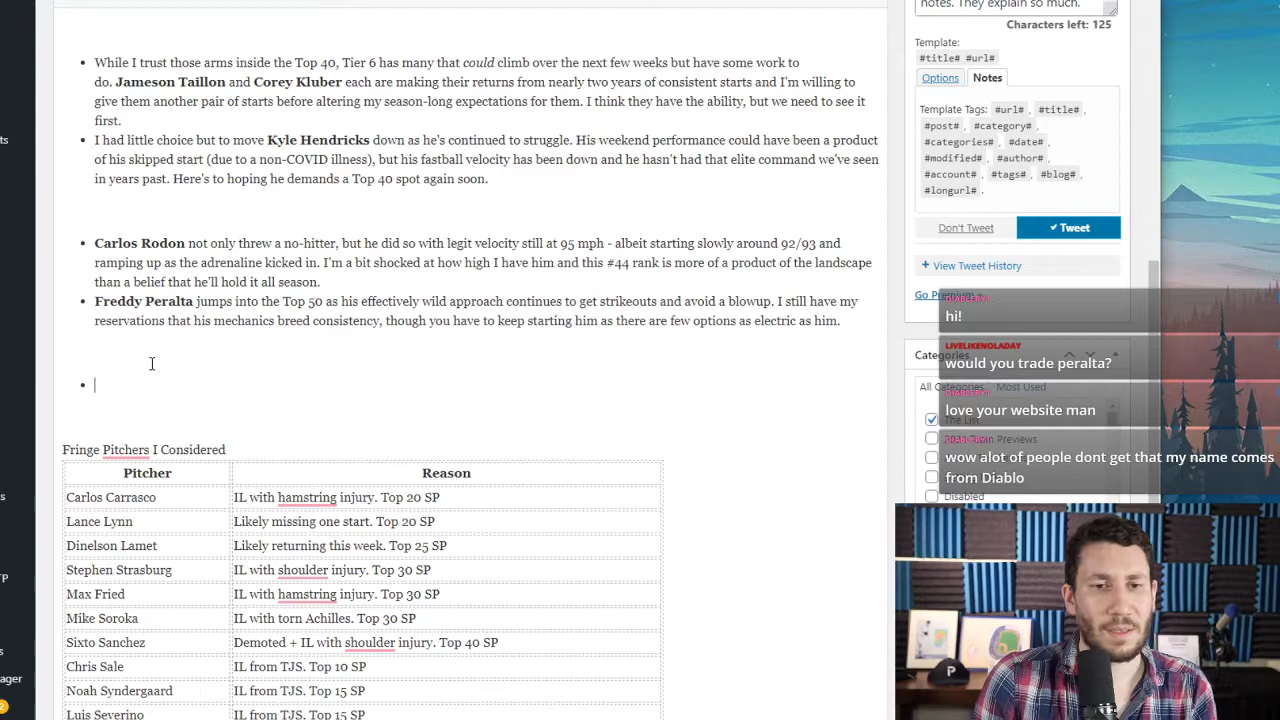 notes. They explain so much.
Characters left: 125
Template:
#title# #url#
Options Notes
Template Tags: #url# , #title# ,
#post# , #category# ,
#categories# , #date# ,
#modified# , #author# ,
#account# , #tags# , #blog# ,
#longurl# .
Don't Tweet
Tweet
View Tweet History
Go Premium
Categories
All Categories Most Used
The List
Disabled
While I trust those arms inside the Top 40, Tier 6 has many that could climb over the next few weeks but have some work to
do. Jameson Taillon and Corey Kluber each are making their returns from nearly two years of consistent starts and I'm willing to
give them another pair of starts before altering my season-long expectations for them. I think they have the ability, but we need to see it
first.
I had little choice but to move Kyle Hendricks down as he's continued to struggle. His weekend performance could have been a product
of his skipped start (due to a non-COVID illness), but his fastball velocity has been down and he hasn't had that elite command we've seen
in years past. Here's to hoping he demands a Top 40 spot again soon.
Carlos Rodon not only threw a no-hitter, but he did so with legit velocity still at 95 mph - albeit starting slowly around 92/93 and
ramping up as the adrenaline kicked in. I'm a bit shocked at how high I have him and this #44 rank is more of a product of the landscape
than a belief that he'll hold it all season.
Freddy Peralta jumps into the Top 50 as his effectively wild approach continues to get strikeouts and avoid a blowup. I still have my
reservations that his mechanics breed consistency, though you have to keep starting him as there are few options as electric as him.
Fringe Pitchers I Considered
Pitcher Reason
Carlos Carrasco IL with hamstring injury. Top 20 SP
Lance Lynn Likely missing one start. Top 20 SP
Dinelson Lamet Likely returning this week. Top 25 SP
Stephen Strasburg IL with shoulder injury. Top 30 SP
Max Fried IL with hamstring injury. Top 30 SP
Mike Soroka IL with torn Achilles. Top 30 SP
Sixto Sanchez Demoted + IL with shoulder injury. Top 40 SP
Chris Sale IL from TJS. Top 10 SP
Noah Syndergaard IL from TJS. Top 15 SP
Luis Severino IL from TJS. Top 15 SP
hi!
LIVELIKENOLADAY
would you trade peralta?
love your website man
wow alot of people dont get that my name comes
from Diablo